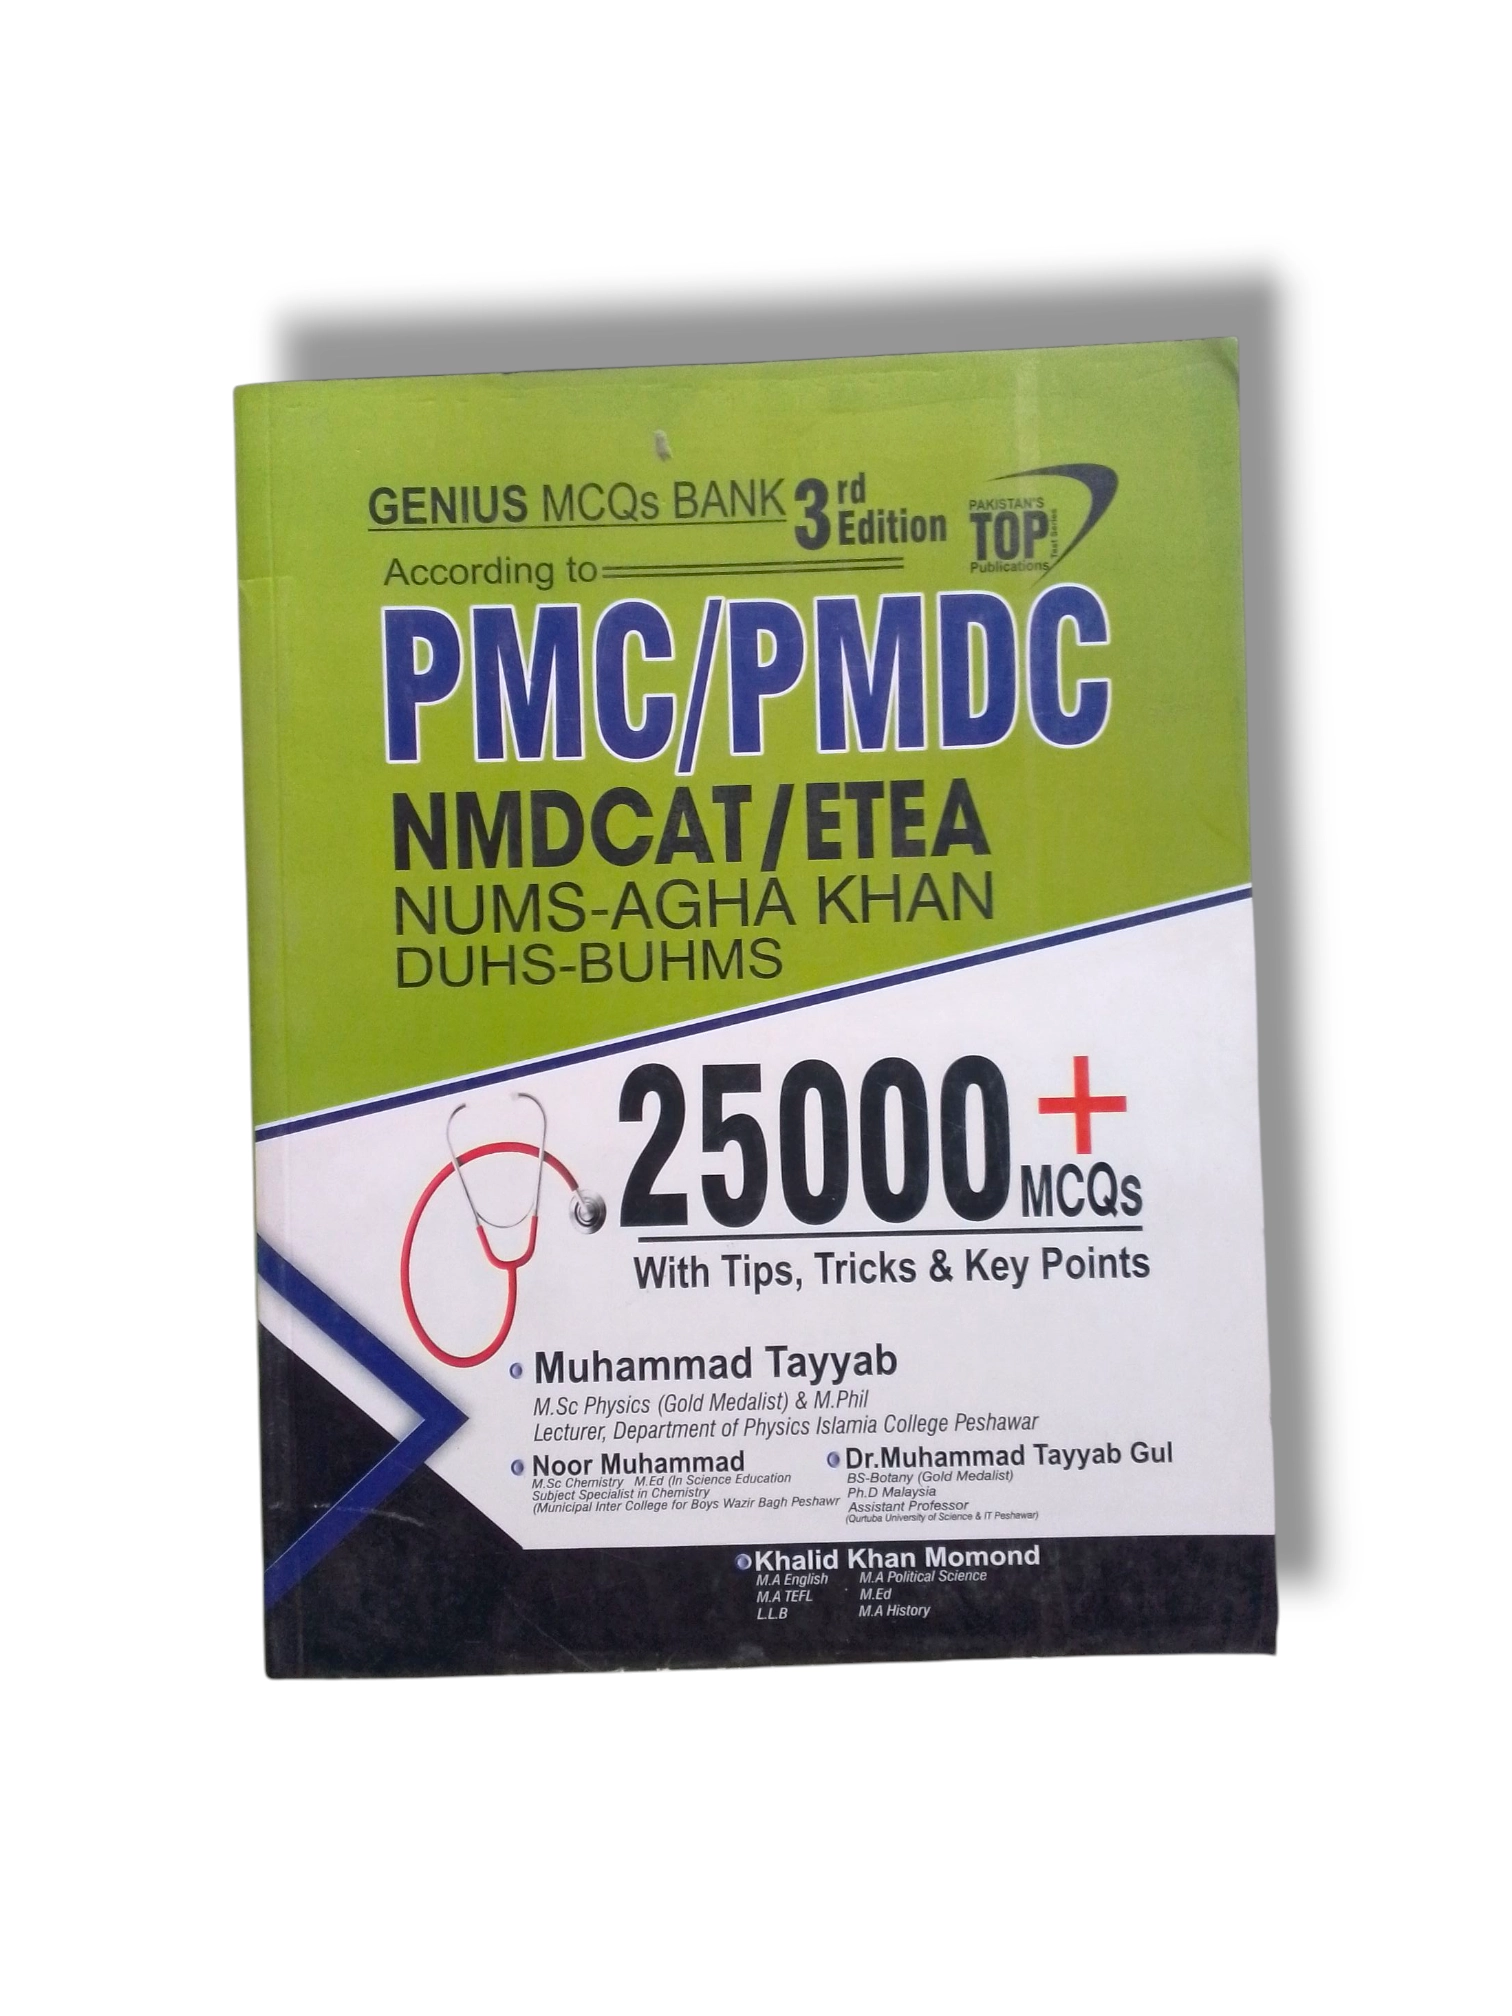 GENIUS MCQs BANK 3rd Edition
PAKISTAN'S
TOP
Test Series
Publications
According to
PMC/PMDC
NMDCAT/ETEA
NUMS-AGHA KHAN
DUHS-BUHMS
25000+
MCQs
With Tips, Tricks & Key Points
Muhammad Tayyab
M.Sc Physics (Gold Medalist) & M.Phil
Lecturer, Department of Physics Islamia College Peshawar
Noor Muhammad
M.Sc Chemistry M.Ed (In Science Education
Subject Specialist in Chemistry
(Municipal Inter College for Boys Wazir Bagh Peshawr
Dr.Muhammad Tayyab Gul
BS-Botany (Gold Medalist)
Ph.D Malaysia
Assistant Professor
(Qurtuba University of Science & IT Peshawar)
Khalid Khan Momond
M.A English M.A Political Science
M.A TEFL M.Ed
L.L.B M.A History